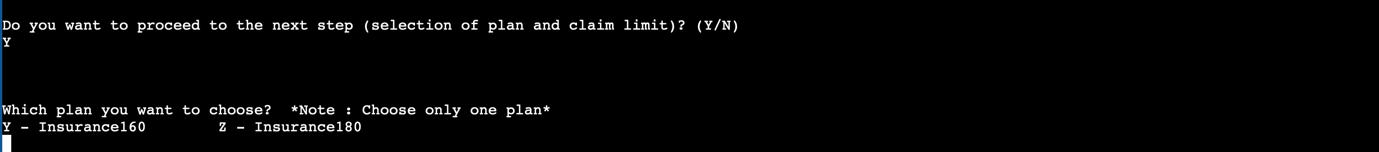 Do you want to proceed to the next step (selection of plan and claim limit)? (Y/N)
Y
Which plan you want to choose?  *Note : Choose only one plan*
Y - Insurance160        Z - Insurance180